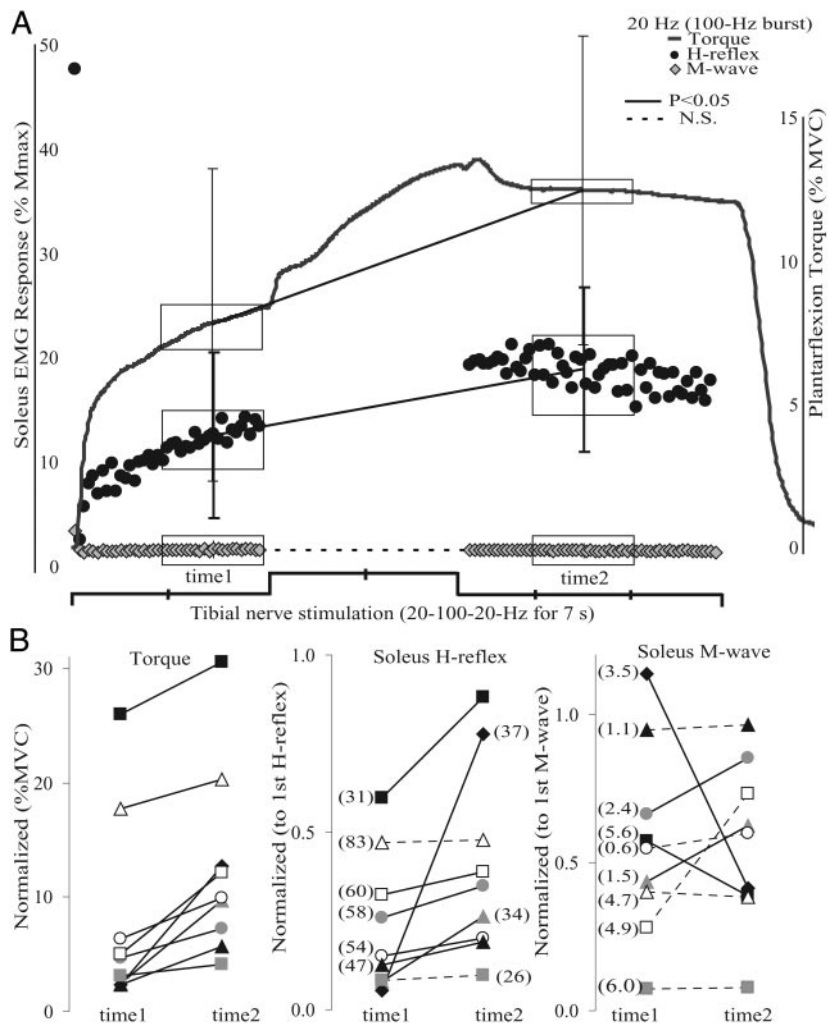 A
20 Hz (100-Hz burst)
Torque
H-reflex
M-wave
P<0.05
N.S.
Soleus EMG Response (% Mmax)
50
40
30
20
10
0
Plantarflexion Torque (% MVC)
15
10
5
0
time1
time2
Tibial nerve stimulation (20-100-20-Hz for 7 s)
B
Torque
Normalized (%MVC)
30
20
10
0
time1
time2
Soleus H-reflex
Normalized (to 1st H-reflex)
1.0
0.5
0.0
(31)
(83)
(60)
(58)
(54)
(47)
(37)
(34)
(26)
time1
time2
Soleus M-wave
Normalized (to 1st M-wave)
1.0
0.5
0.0
(3.5)
(1.1)
(2.4)
(5.6)
(0.6)
(1.5)
(4.7)
(4.9)
(6.0)
time1
time2